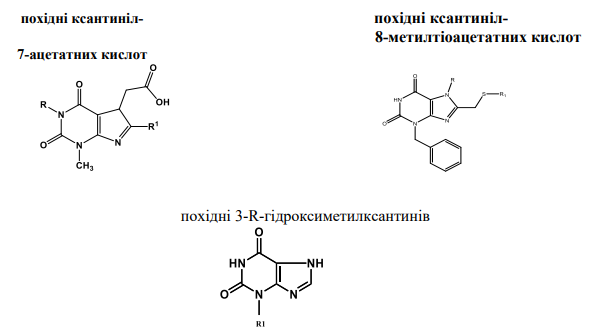 похідні ксантиніл-
7-ацетатних кислот
O
O
OH
R
N
R1
O
N
N
CH3
похідні ксантиніл-
8-метилтіоацетатних кислот
O
R
HN
N
S
R1
O
N
N
похідні 3-R-гідроксиметилксантинів
O
HN
NH
O
N
N
R1